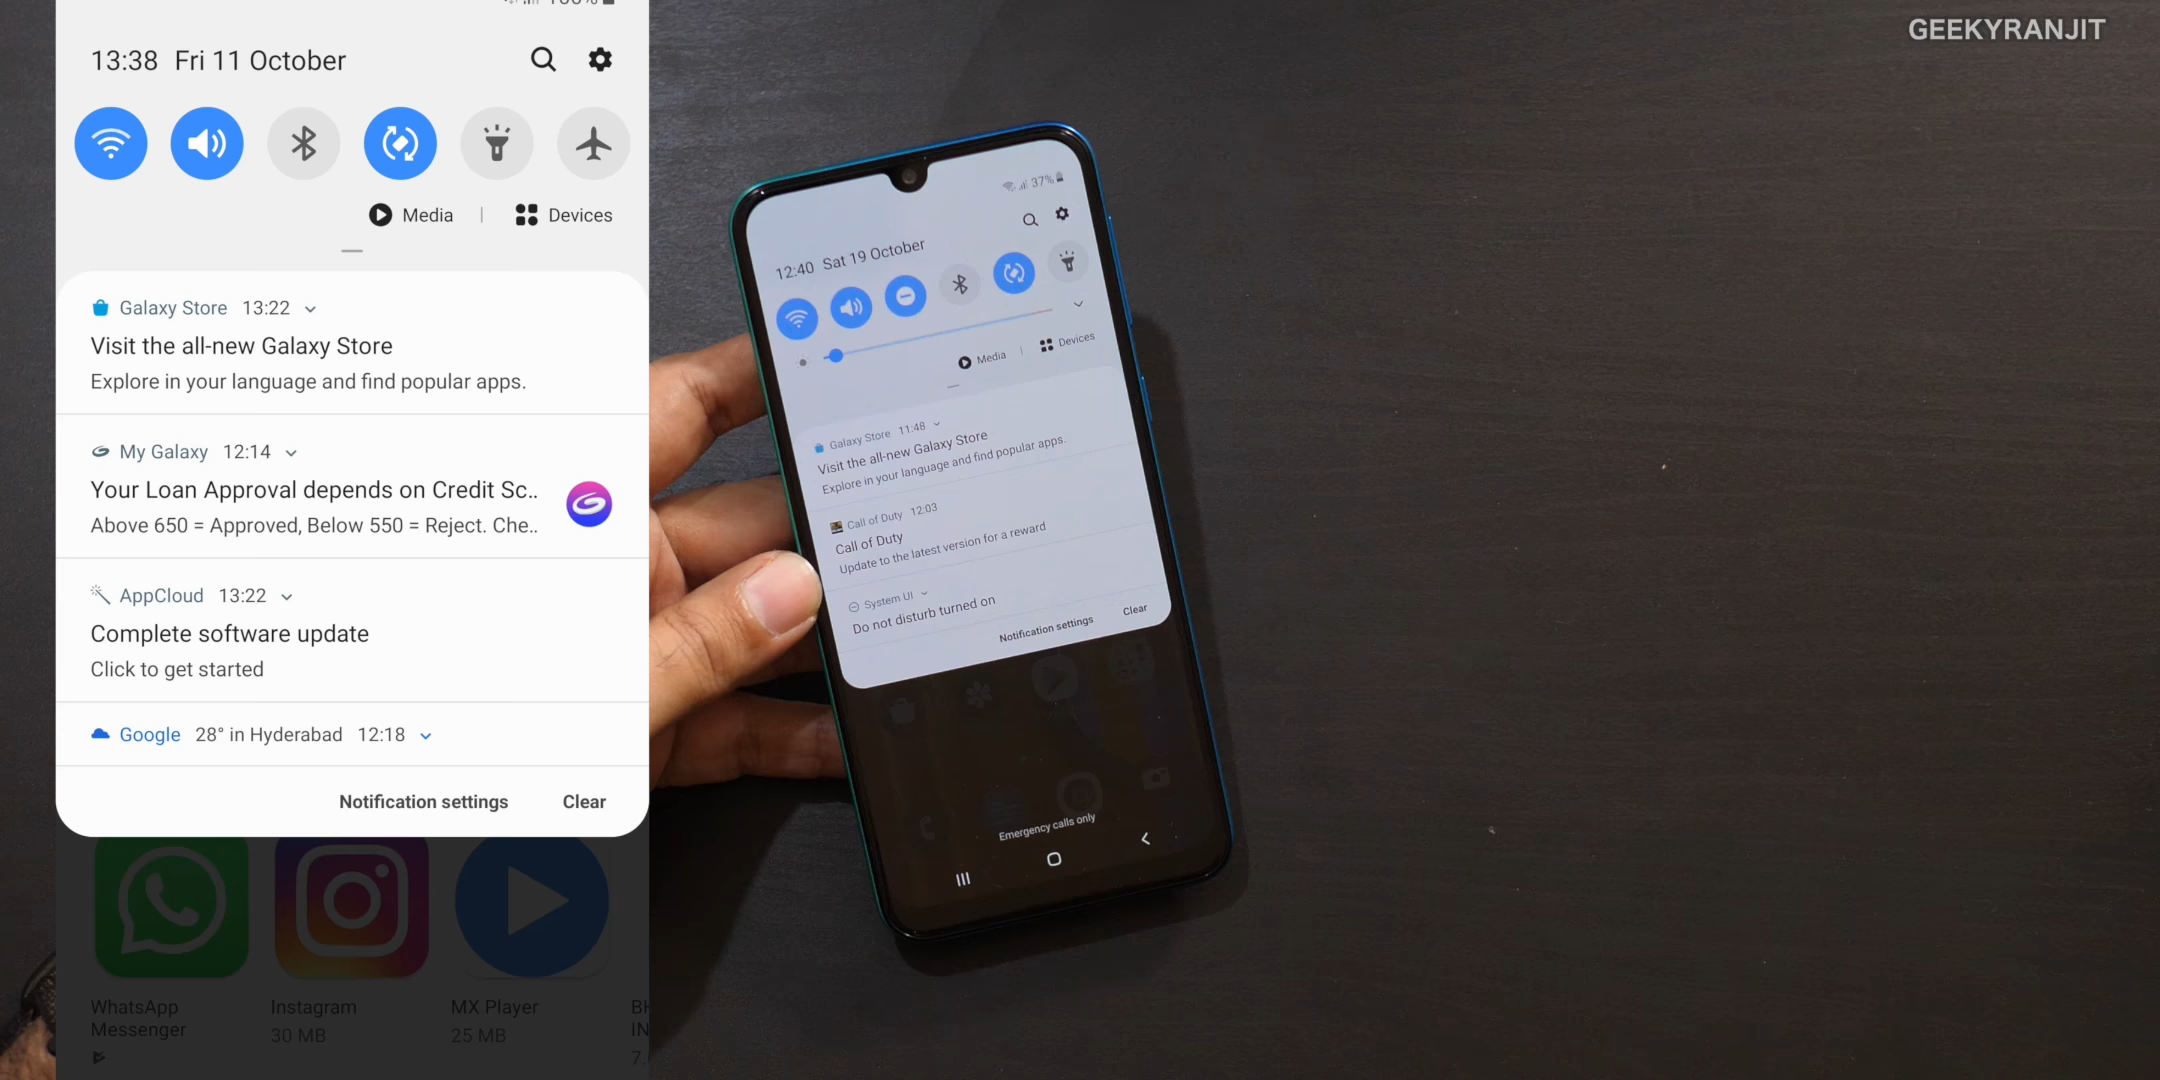 GEEKYRANJIT
13:38 Fri 11 October
Media | Devices
Galaxy Store 13:22
Visit the all-new Galaxy Store
Explore in your language and find popular apps.
My Galaxy 12:14
Your Loan Approval depends on Credit Sc..
Above 650 = Approved, Below 550 = Reject. Che..
AppCloud 13:22
Complete software update
Click to get started
Google 28° in Hyderabad 12:18
Notification settings Clear
WhatsApp
Messenger
Instagram
30 MB
MX Player
25 MB
37%
12:40 Sat 19 October
Media | Devices
Galaxy Store 11:48
Visit the all-new Galaxy Store
Explore in your language and find popular apps.
Call of Duty 12:03
Call of Duty
Update to the latest version for a reward
System UI
Do not disturb turned on
Notification settings Clear
Emergency calls only